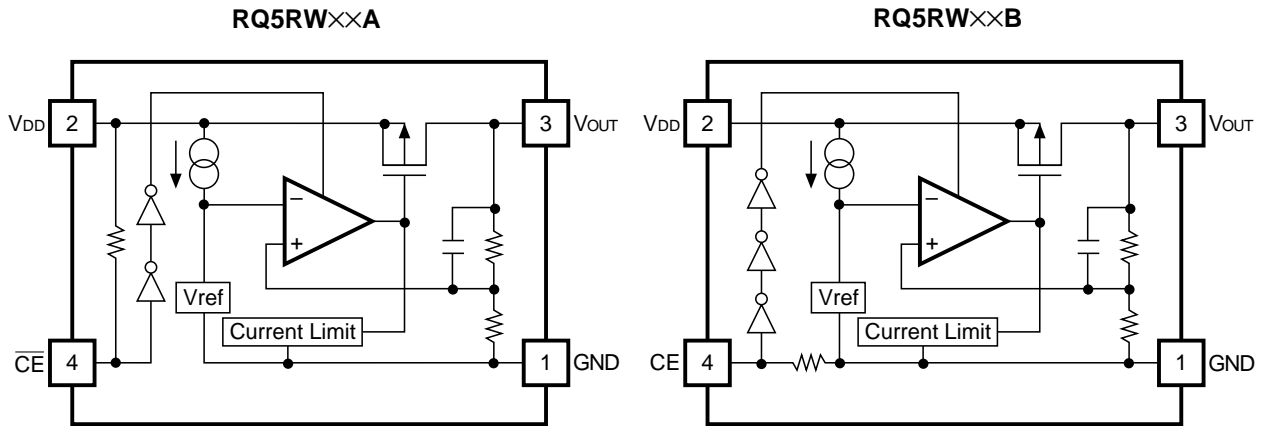 RQ5RW××A
VDD 2
3 VOUT
−
+
Vref
Current Limit
C̅E̅ 4
1 GND
RQ5RW××B
VDD 2
3 VOUT
−
+
Vref
Current Limit
CE 4
1 GND